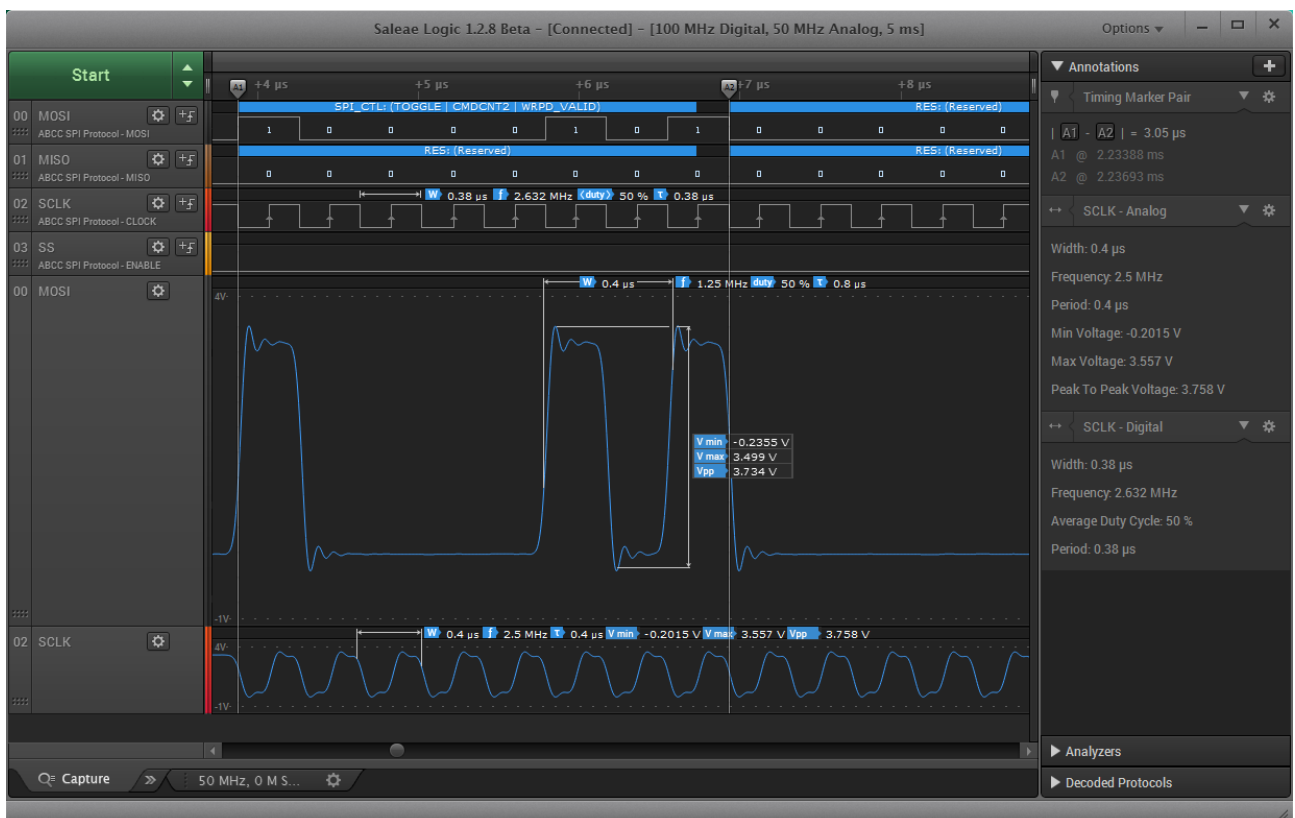 Saleae Logic 1.2.8 Beta - [Connected] - [100 MHz Digital, 50 MHz Analog, 5 ms]
Options
Start
A1 +4 µs +5 µs +6 µs A2 +7 µs +8 µs
00 MOSI
ABCC SPI Protocol - MOSI
SPI_CTL: (TOGGLE | CMDCNT2 | WRPD_VALID) RES: (Reserved)
1 0 0 0 0 1 0 1 0 0 0 0 0
01 MISO
ABCC SPI Protocol - MISO
RES: (Reserved) RES: (Reserved)
0 0 0 0 0 0 0 0 0 0 0 0 0
02 SCLK
ABCC SPI Protocol - CLOCK
W 0.38 µs f 2.632 MHz (duty) 50 % T 0.38 µs
03 SS
ABCC SPI Protocol - ENABLE
00 MOSI
W 0.4 µs f 1.25 MHz duty 50 % T 0.8 µs
4V
V min -0.2355 V
V max 3.499 V
Vpp 3.734 V
-1V
02 SCLK
W 0.4 µs f 2.5 MHz T 0.4 µs V min -0.2015 V V max 3.557 V Vpp 3.758 V
4V
-1V
Capture
50 MHz, 0 M S...
Annotations
Timing Marker Pair
| A1 - A2 | = 3.05 µs
A1 @ 2.23388 ms
A2 @ 2.23693 ms
SCLK - Analog
Width: 0.4 µs
Frequency: 2.5 MHz
Period: 0.4 µs
Min Voltage: -0.2015 V
Max Voltage: 3.557 V
Peak To Peak Voltage: 3.758 V
SCLK - Digital
Width: 0.38 µs
Frequency: 2.632 MHz
Average Duty Cycle: 50 %
Period: 0.38 µs
Analyzers
Decoded Protocols